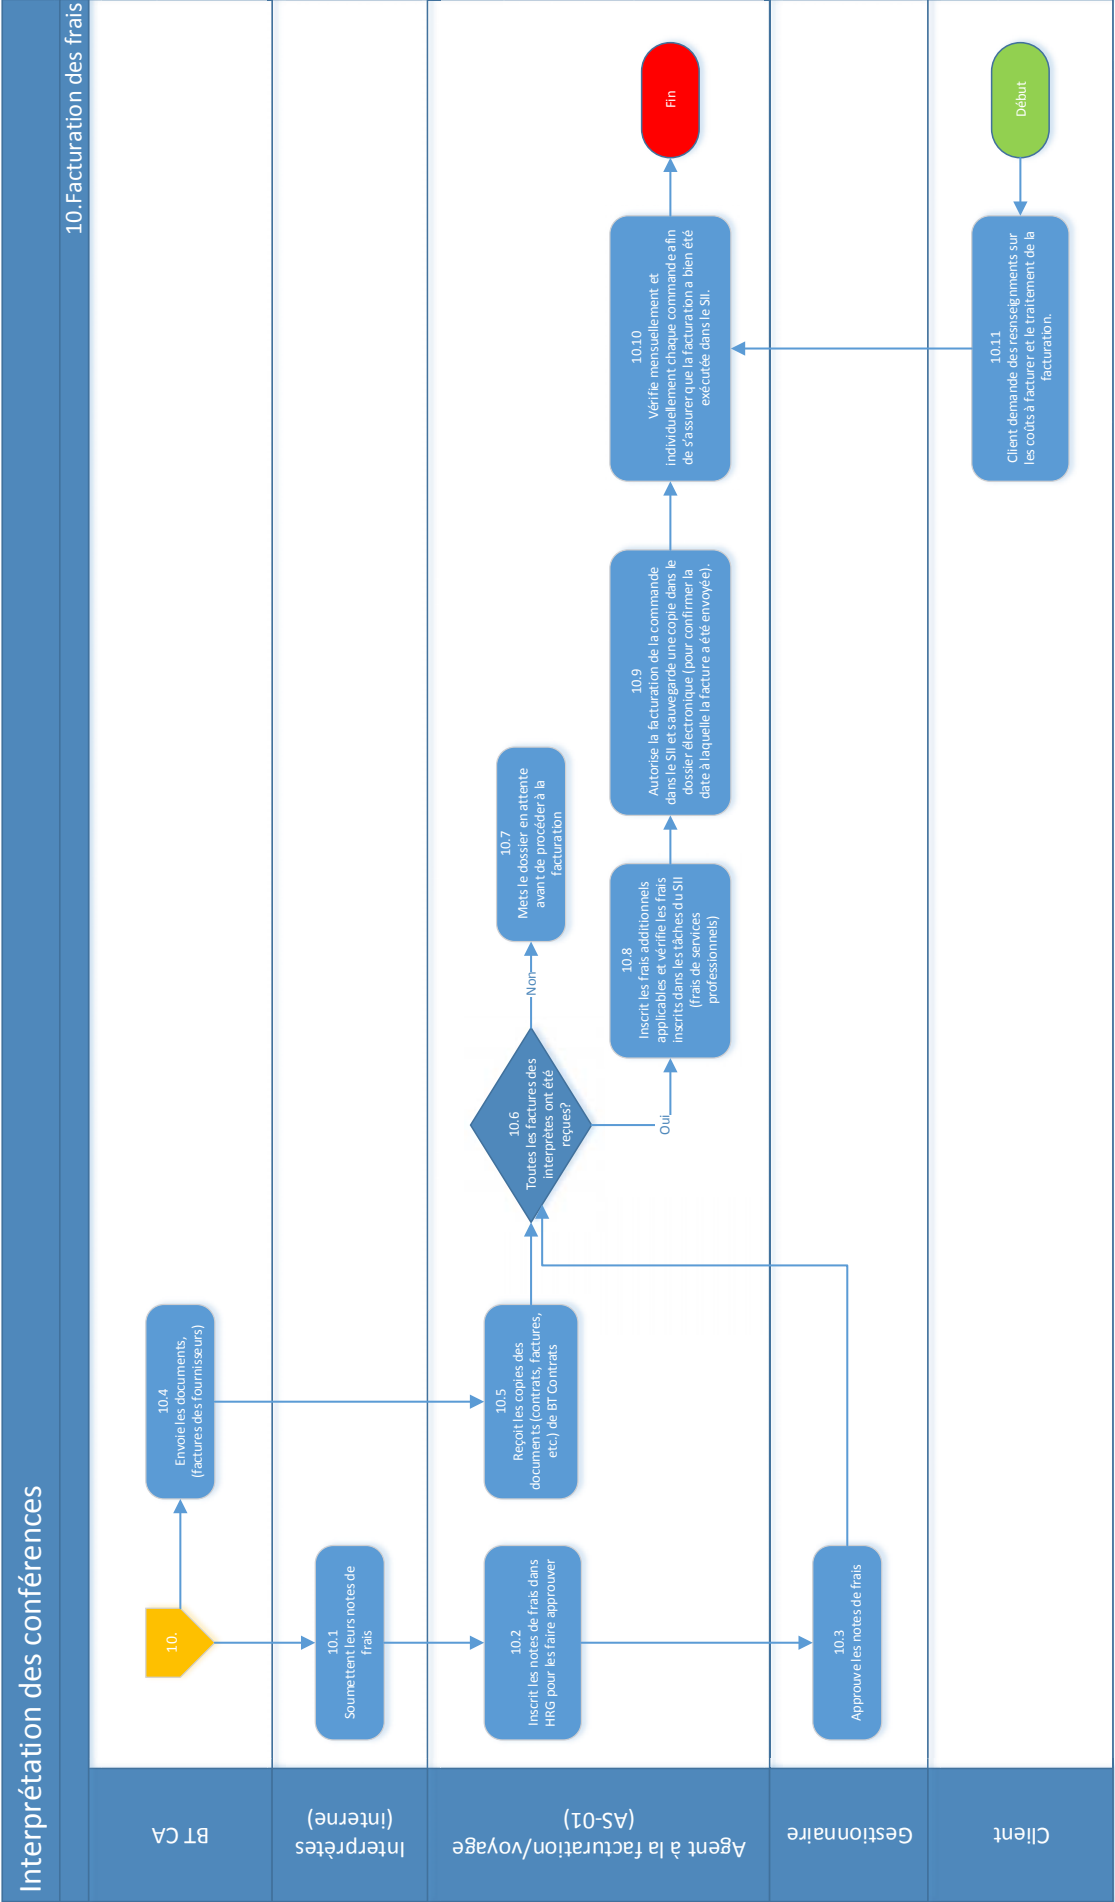 Interprétation des conférences
10.Facturation des frais
BT CA
10.
10.4
Envoie les documents,
(factures des fournisseurs)
Interprètes
(interne)
10.1
Soumettent leurs notes de
frais
Agent à la facturation/voyage
(AS-01)
10.2
Inscrit les notes de frais dans
HRG pour les faire approuver
10.5
Reçoit les copies des
documents (contrats, factures,
etc.) de BT Contrats
10.6
Toutes les factures des
interprètes ont été
reçues?
Non
10.7
Mets le dossier en attente
avant de procéder à la
facturation
Oui
10.8
Inscrit les frais additionnels
applicables et vérifie les frais
inscrits dans les tâches du SII
(frais de services
professionnels)
10.9
Autorise la facturation de la commande
dans le SII et sauvegarde une copie dans le
dossier électronique (pour confirmer la
date à laquelle la facture a été envoyée).
10.10
Vérifie mensuellement et
individuellement chaque commande afin
de s'assurer que la facturation a bien été
exécutée dans le SII.
Fin
Gestionnaire
10.3
Approuve les notes de frais
Client
10.11
Client demande des resnseignments sur
les coûts à facturer et le traitement de la
facturation.
Début